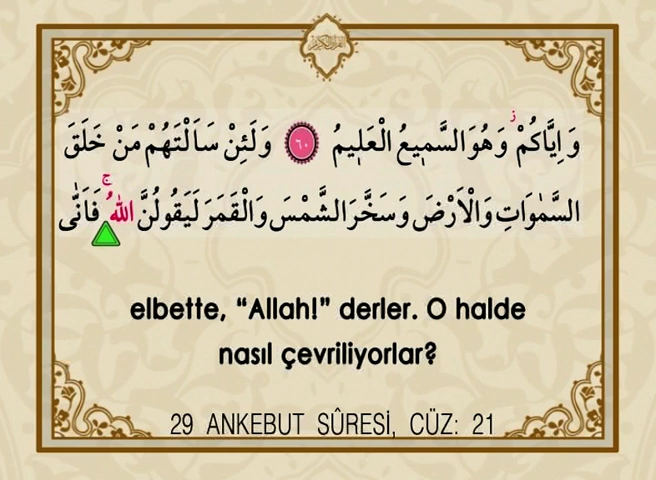 وَاِيَّاكُمْۘ وَهُوَ السَّمٖيعُ الْعَلٖيمُ ﴿٦٠﴾ وَلَئِنْ سَاَلْتَهُمْ مَنْ خَلَقَ
السَّمٰوَاتِ وَالْاَرْضَ وَسَخَّرَ الشَّمْسَ وَالْقَمَرَ لَيَقُولُنَّ اللّٰهُۚ فَاَنّٰى
elbette, “Allah!” derler. O halde
nasıl çevriliyorlar?
29 ANKEBUT SÛRESİ, CÜZ: 21